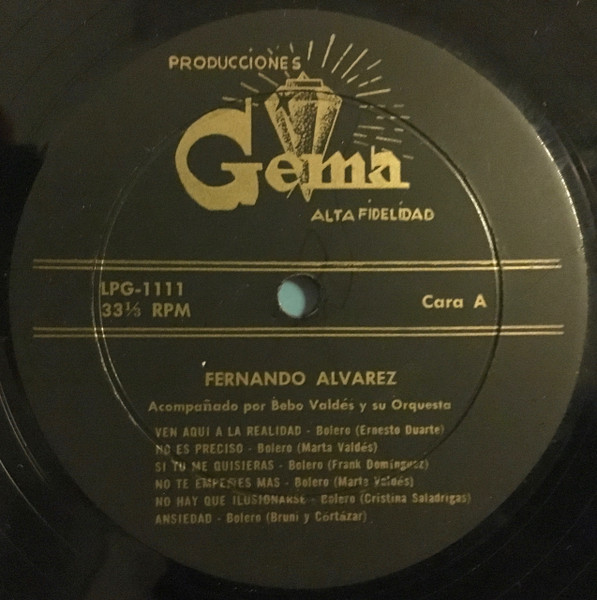 PRODUCCIONES
Gema
ALTA FIDELIDAD
LPG-1111
33⅓ RPM
Cara A
FERNANDO ALVAREZ
Acompañado por Bebo Valdés y su Orquesta
VEN AQUI A LA REALIDAD - Bolero (Ernesto Duarte)
NO ES PRECISO - Bolero (Marta Valdés)
SI TU ME QUISIERAS - Bolero (Frank Domínguez)
NO TE EMPEÑES MAS - Bolero (Marta Valdés)
NO HAY QUE ILUSIONARSE - Bolero (Cristina Saladrigas)
ANSIEDAD - Bolero (Bruni y Cortázar)